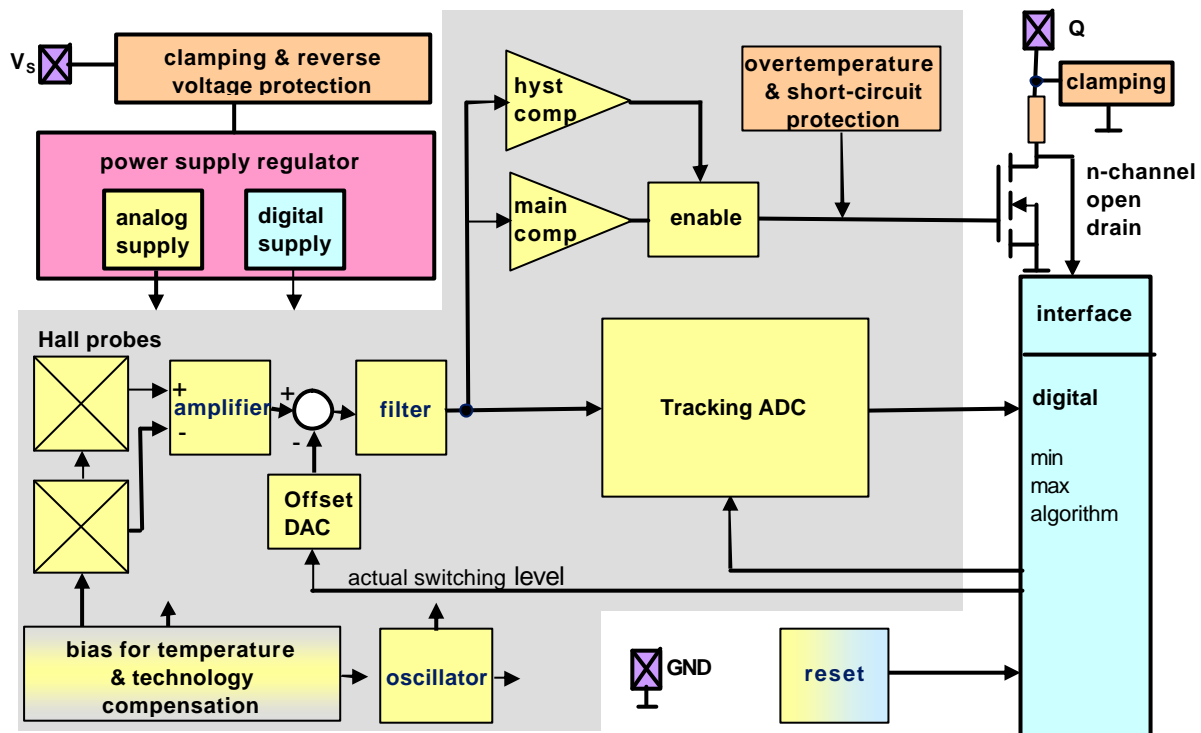 V_S
clamping & reverse
voltage protection
power supply regulator
analog
supply
digital
supply
hyst
comp
main
comp
enable
overtemperature
& short-circuit
protection
Q
clamping
n-channel
open
drain
Hall probes
+
-
amplifier
+
-
filter
Tracking ADC
interface
digital
min
max
algorithm
Offset
DAC
actual switching level
bias for temperature
& technology
compensation
oscillator
GND
reset